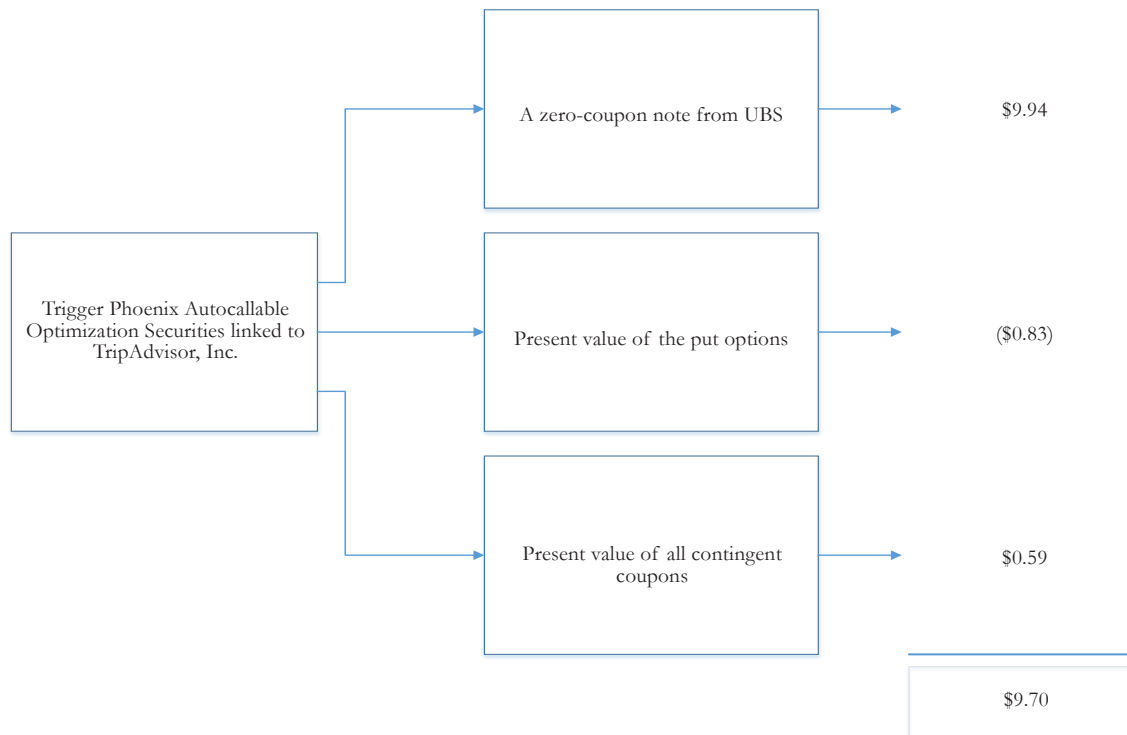 A zero-coupon note from UBS
$9.94
Trigger Phoenix Autocallable
Optimization Securities linked to
TripAdvisor, Inc.
Present value of the put options
($0.83)
Present value of all contingent
coupons
$0.59
$9.70